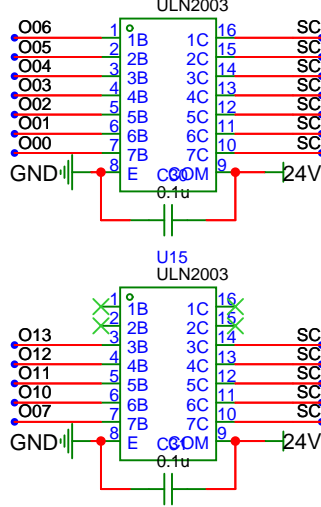 ULN2003
O06 1 1B 1C 16 SC
O05 2 2B 2C 15 SC
O04 3 3B 3C 14 SC
O03 4 4B 4C 13 SC
O02 5 5B 5C 12 SC
O01 6 6B 6C 11 SC
O00 7 7B 7C 10 SC
GND 8 E C30 COM 9 24V
0.1u
U15
ULN2003
1 1B 1C 16
2 2B 2C 15
O13 3 3B 3C 14 SC
O12 4 4B 4C 13 SC
O11 5 5B 5C 12 SC
O10 6 6B 6C 11 SC
O07 7 7B 7C 10 SC
GND 8 E C31 COM 9 24V
0.1u